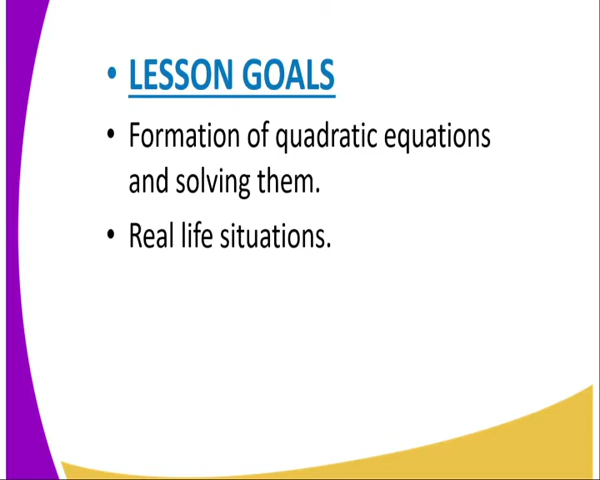 • LESSON GOALS
• Formation of quadratic equations
and solving them.
• Real life situations.